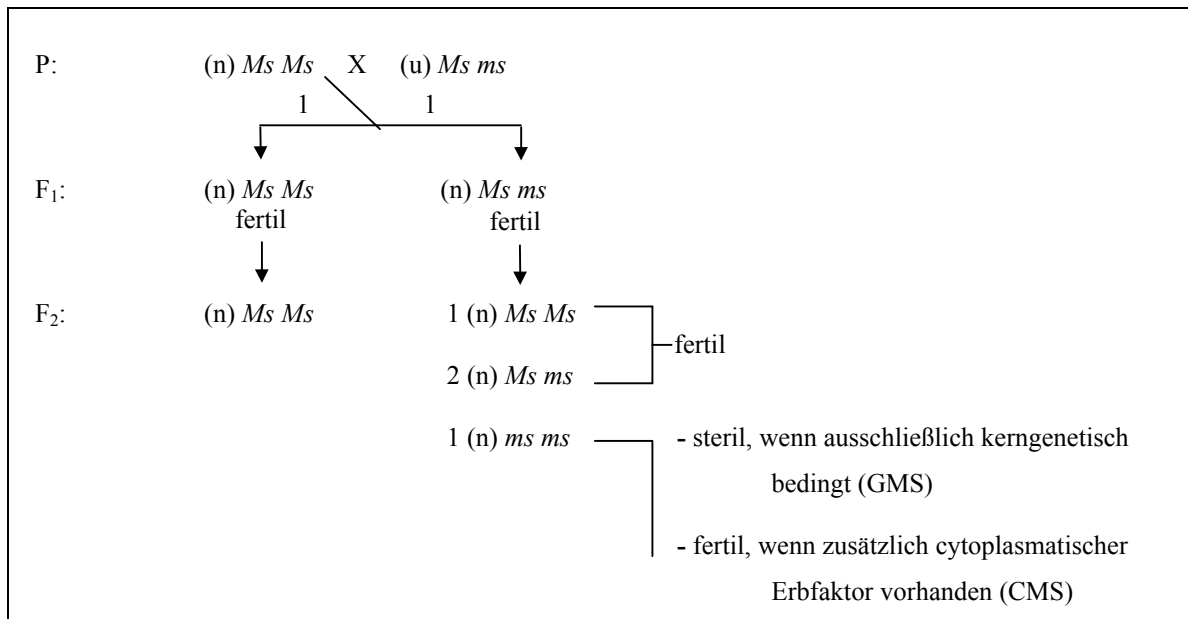 P: (n) Ms Ms X (u) Ms ms
1 1
F₁: (n) Ms Ms (n) Ms ms
fertil fertil
F₂: (n) Ms Ms 1 (n) Ms Ms
fertil
2 (n) Ms ms
1 (n) ms ms - steril, wenn ausschließlich kerngenetisch
bedingt (GMS)
- fertil, wenn zusätzlich cytoplasmatischer
Erbfaktor vorhanden (CMS)